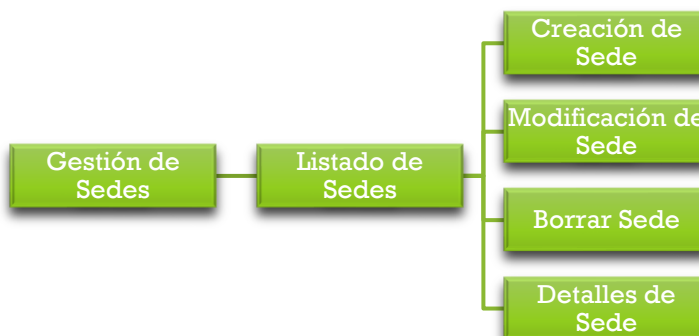 Gestión de
Sedes
Listado de
Sedes
Creación de
Sede
Modificación de
Sede
Borrar Sede
Detalles de
Sede